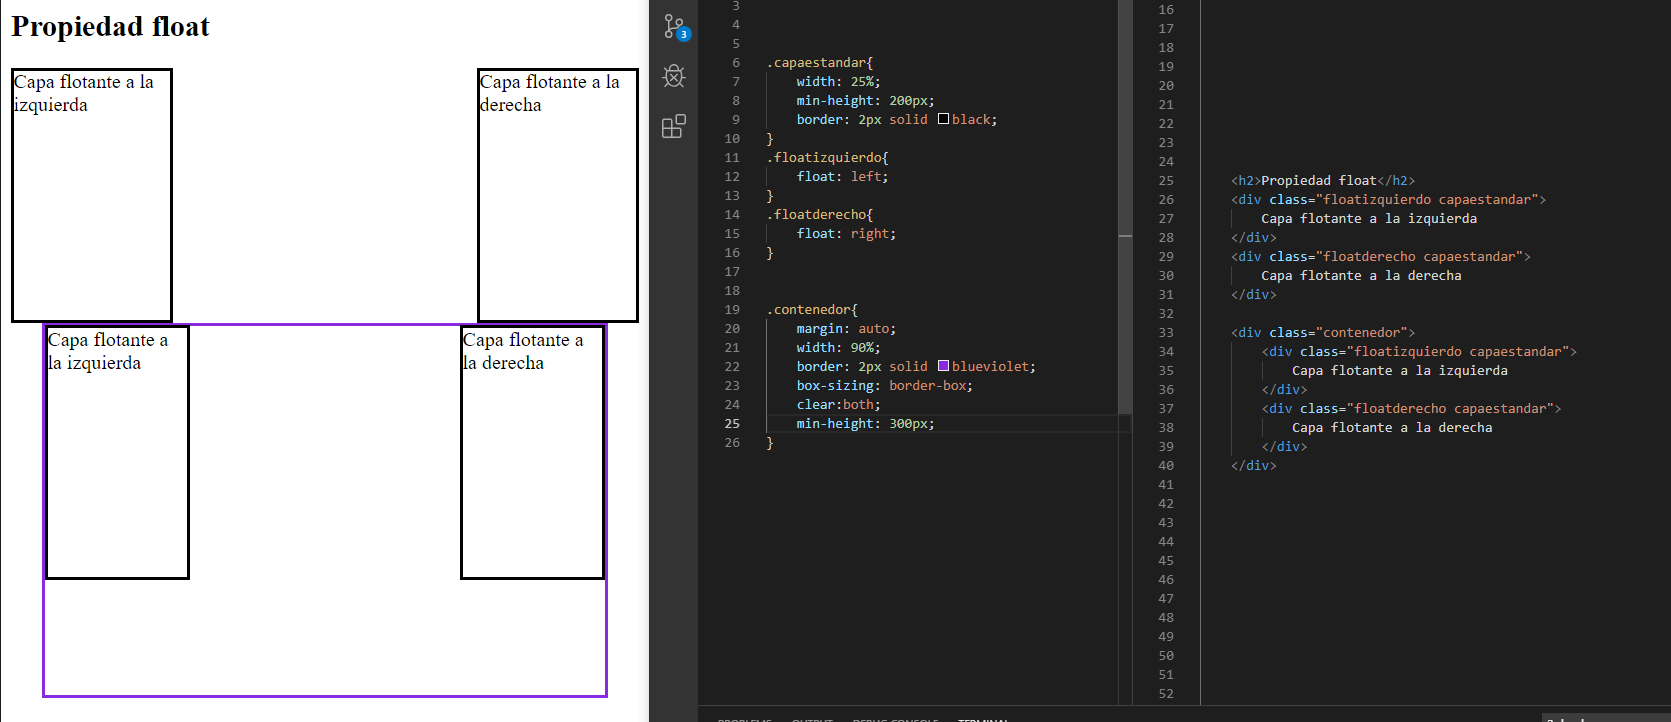 Propiedad float
Capa flotante a la
izquierda
Capa flotante a la
derecha
Capa flotante a
la izquierda
Capa flotante a
la derecha
3
3
4
5
6 .capaestandar{
7 width: 25%;
8 min-height: 200px;
9 border: 2px solid black;
10 }
11 .floatizquierdo{
12 float: left;
13 }
14 .floatderecho{
15 float: right;
16 }
17
18
19 .contenedor{
20 margin: auto;
21 width: 90%;
22 border: 2px solid blueviolet;
23 box-sizing: border-box;
24 clear:both;
25 min-height: 300px;
26 }
16
17
18
19
20
21
22
23
24
25 <h2>Propiedad float</h2>
26 <div class="floatizquierdo capaestandar">
27 Capa flotante a la izquierda
28 </div>
29 <div class="floatderecho capaestandar">
30 Capa flotante a la derecha
31 </div>
32
33 <div class="contenedor">
34 <div class="floatizquierdo capaestandar">
35 Capa flotante a la izquierda
36 </div>
37 <div class="floatderecho capaestandar">
38 Capa flotante a la derecha
39 </div>
40 </div>
41
42
43
44
45
46
47
48
49
50
51
52
PROBLEMS OUTPUT DEBUG CONSOLE TERMINAL